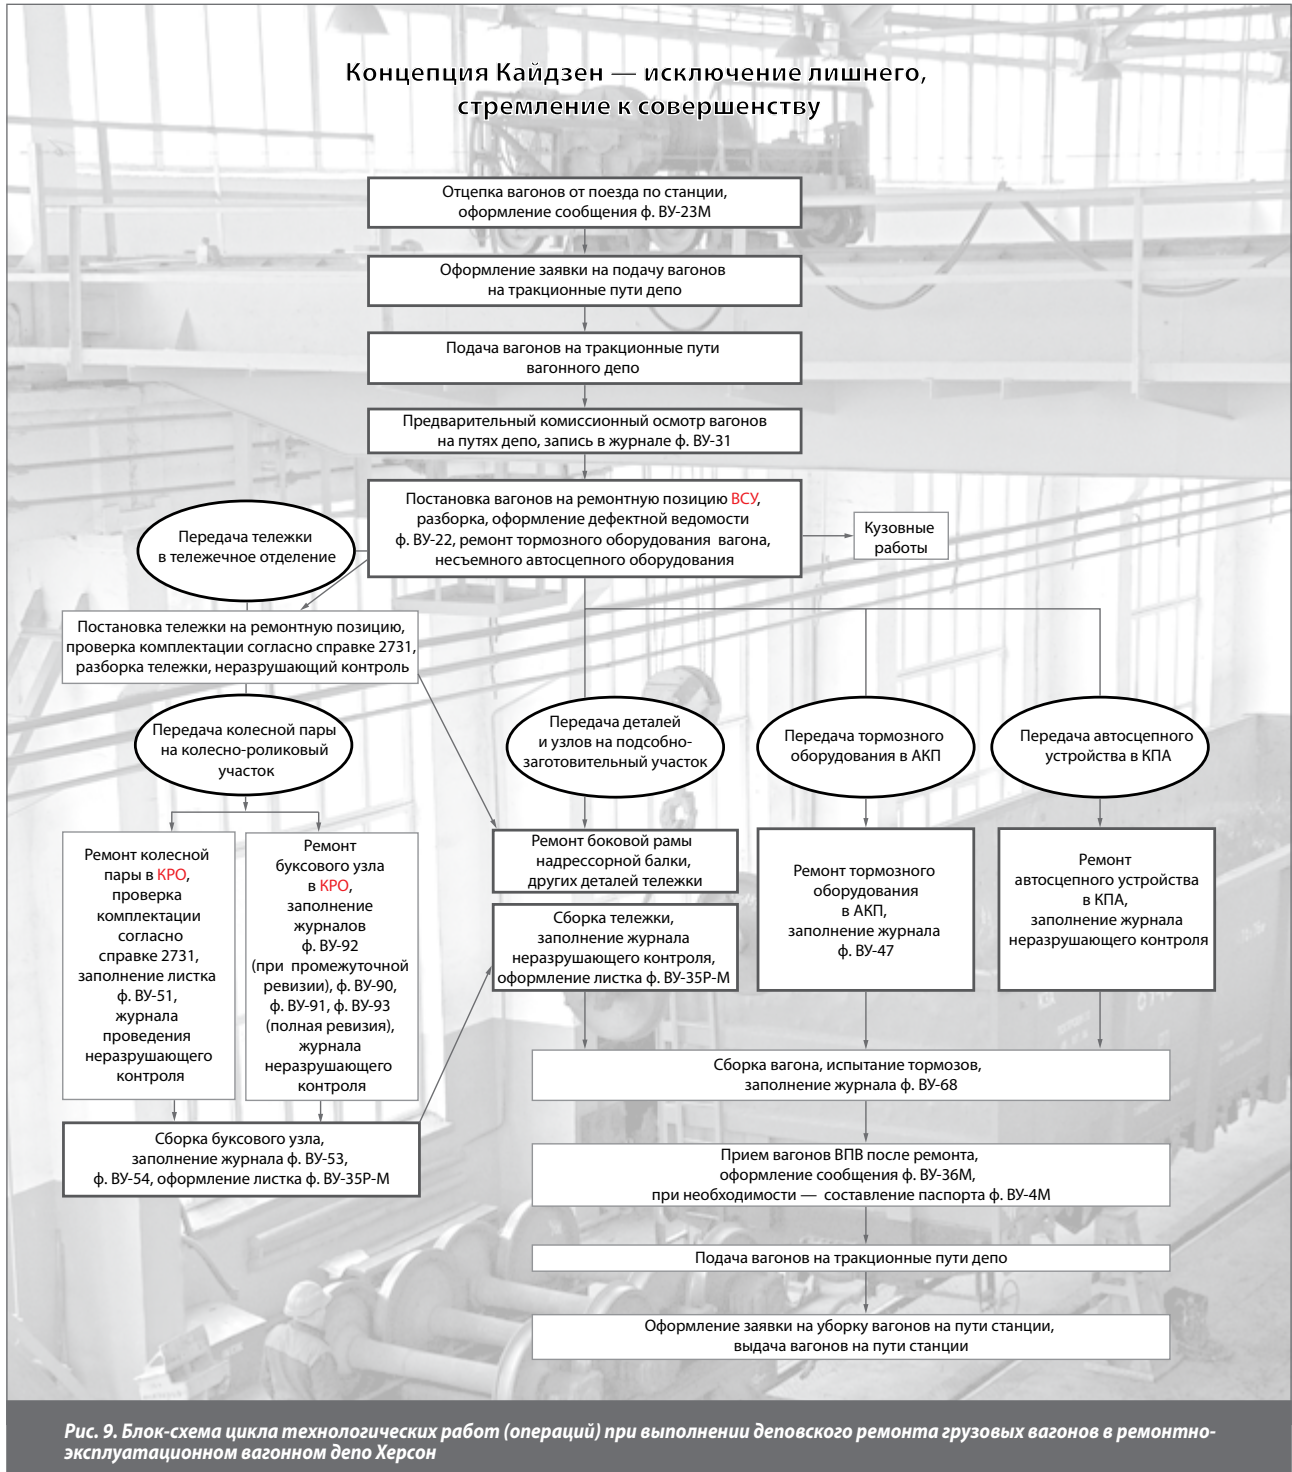 Концепция Кайдзен — исключение лишнего,
стремление к совершенству
Отцепка вагонов от поезда по станции,
оформление сообщения ф. ВУ-23М
Оформление заявки на подачу вагонов
на тракционные пути депо
Подача вагонов на тракционные пути
вагонного депо
Предварительный комиссионный осмотр вагонов
на путях депо, запись в журнале ф. ВУ-31
Постановка вагонов на ремонтную позицию ВСУ,
разборка, оформление дефектной ведомости
ф. ВУ-22, ремонт тормозного оборудования вагона,
несъемного автосцепного оборудования
Кузовные
работы
Передача тележки
в тележечное отделение
Постановка тележки на ремонтную позицию,
проверка комплектации согласно справке 2731,
разборка тележки, неразрушающий контроль
Передача колесной пары
на колесно-роликовый
участок
Передача деталей
и узлов на подсобно-
заготовительный участок
Передача тормозного
оборудования в АКП
Передача автосцепного
устройства в КПА
Ремонт колесной
пары в КРО,
проверка
комплектации
согласно
справке 2731,
заполнение листка
ф. ВУ-51,
журнала
проведения
неразрушающего
контроля
Ремонт
буксового узла
в КРО,
заполнение
журналов
ф. ВУ-92
(при промежуточной
ревизии), ф. ВУ-90,
ф. ВУ-91, ф. ВУ-93
(полная ревизия),
журнала
неразрушающего
контроля
Ремонт боковой рамы
надрессорной балки,
других деталей тележки
Сборка тележки,
заполнение журнала
неразрушающего контроля,
оформление листка ф. ВУ-35Р-М
Ремонт тормозного
оборудования
в АКП,
заполнение журнала
ф. ВУ-47
Ремонт
автосцепного устройства
в КПА,
заполнение журнала
неразрушающего контроля
Сборка буксового узла,
заполнение журнала ф. ВУ-53,
ф. ВУ-54, оформление листка ф. ВУ-35Р-М
Сборка вагона, испытание тормозов,
заполнение журнала ф. ВУ-68
Прием вагонов ВПВ после ремонта,
оформление сообщения ф. ВУ-36М,
при необходимости — составление паспорта ф. ВУ-4М
Подача вагонов на тракционные пути депо
Оформление заявки на уборку вагонов на пути станции,
выдача вагонов на пути станции
Рис. 9. Блок-схема цикла технологических работ (операций) при выполнении деповского ремонта грузовых вагонов в ремонтно-
эксплуатационном вагонном депо Херсон